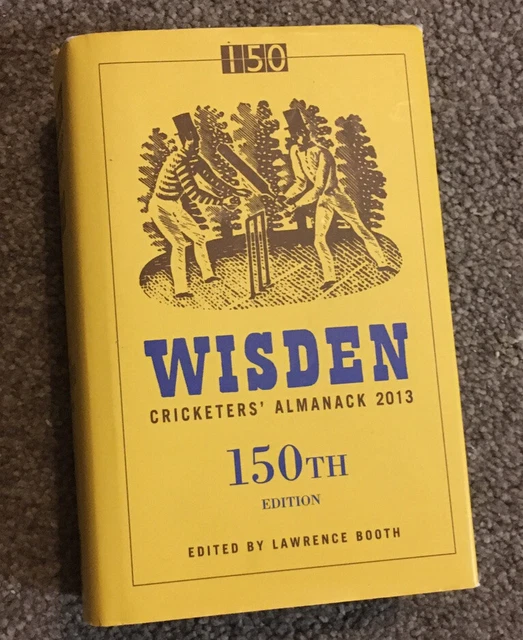 150
WISDEN
CRICKETERS' ALMANACK 2013
150TH
EDITION
EDITED BY LAWRENCE BOOTH